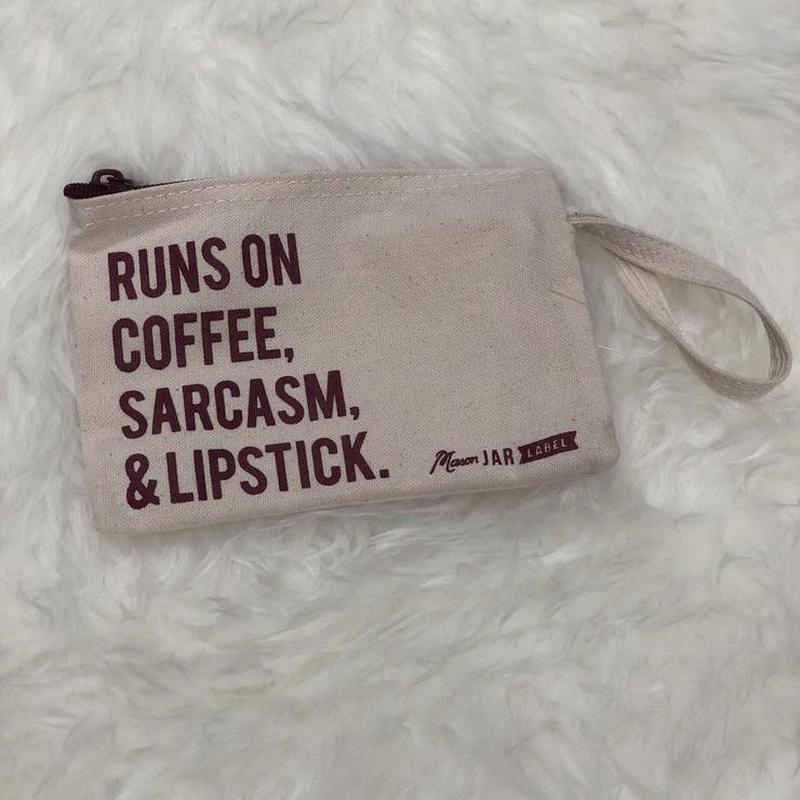 RUNS ON
COFFEE,
SARCASM,
& LIPSTICK.
Mason JAR LABEL